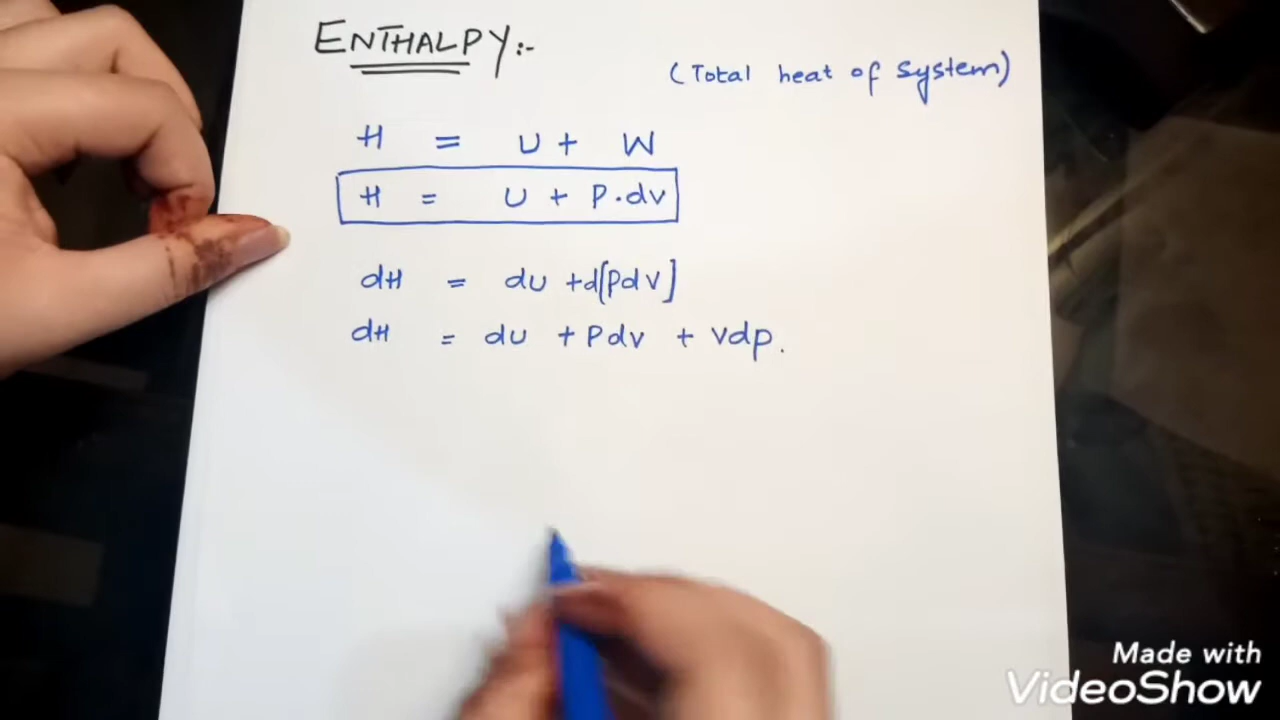 ENTHALPY:-
(Total heat of system)
H = U + W
H = U + P.dv
dH = du +d[Pdv]
dH = du + Pdv + vdp.
Made with
VideoShow